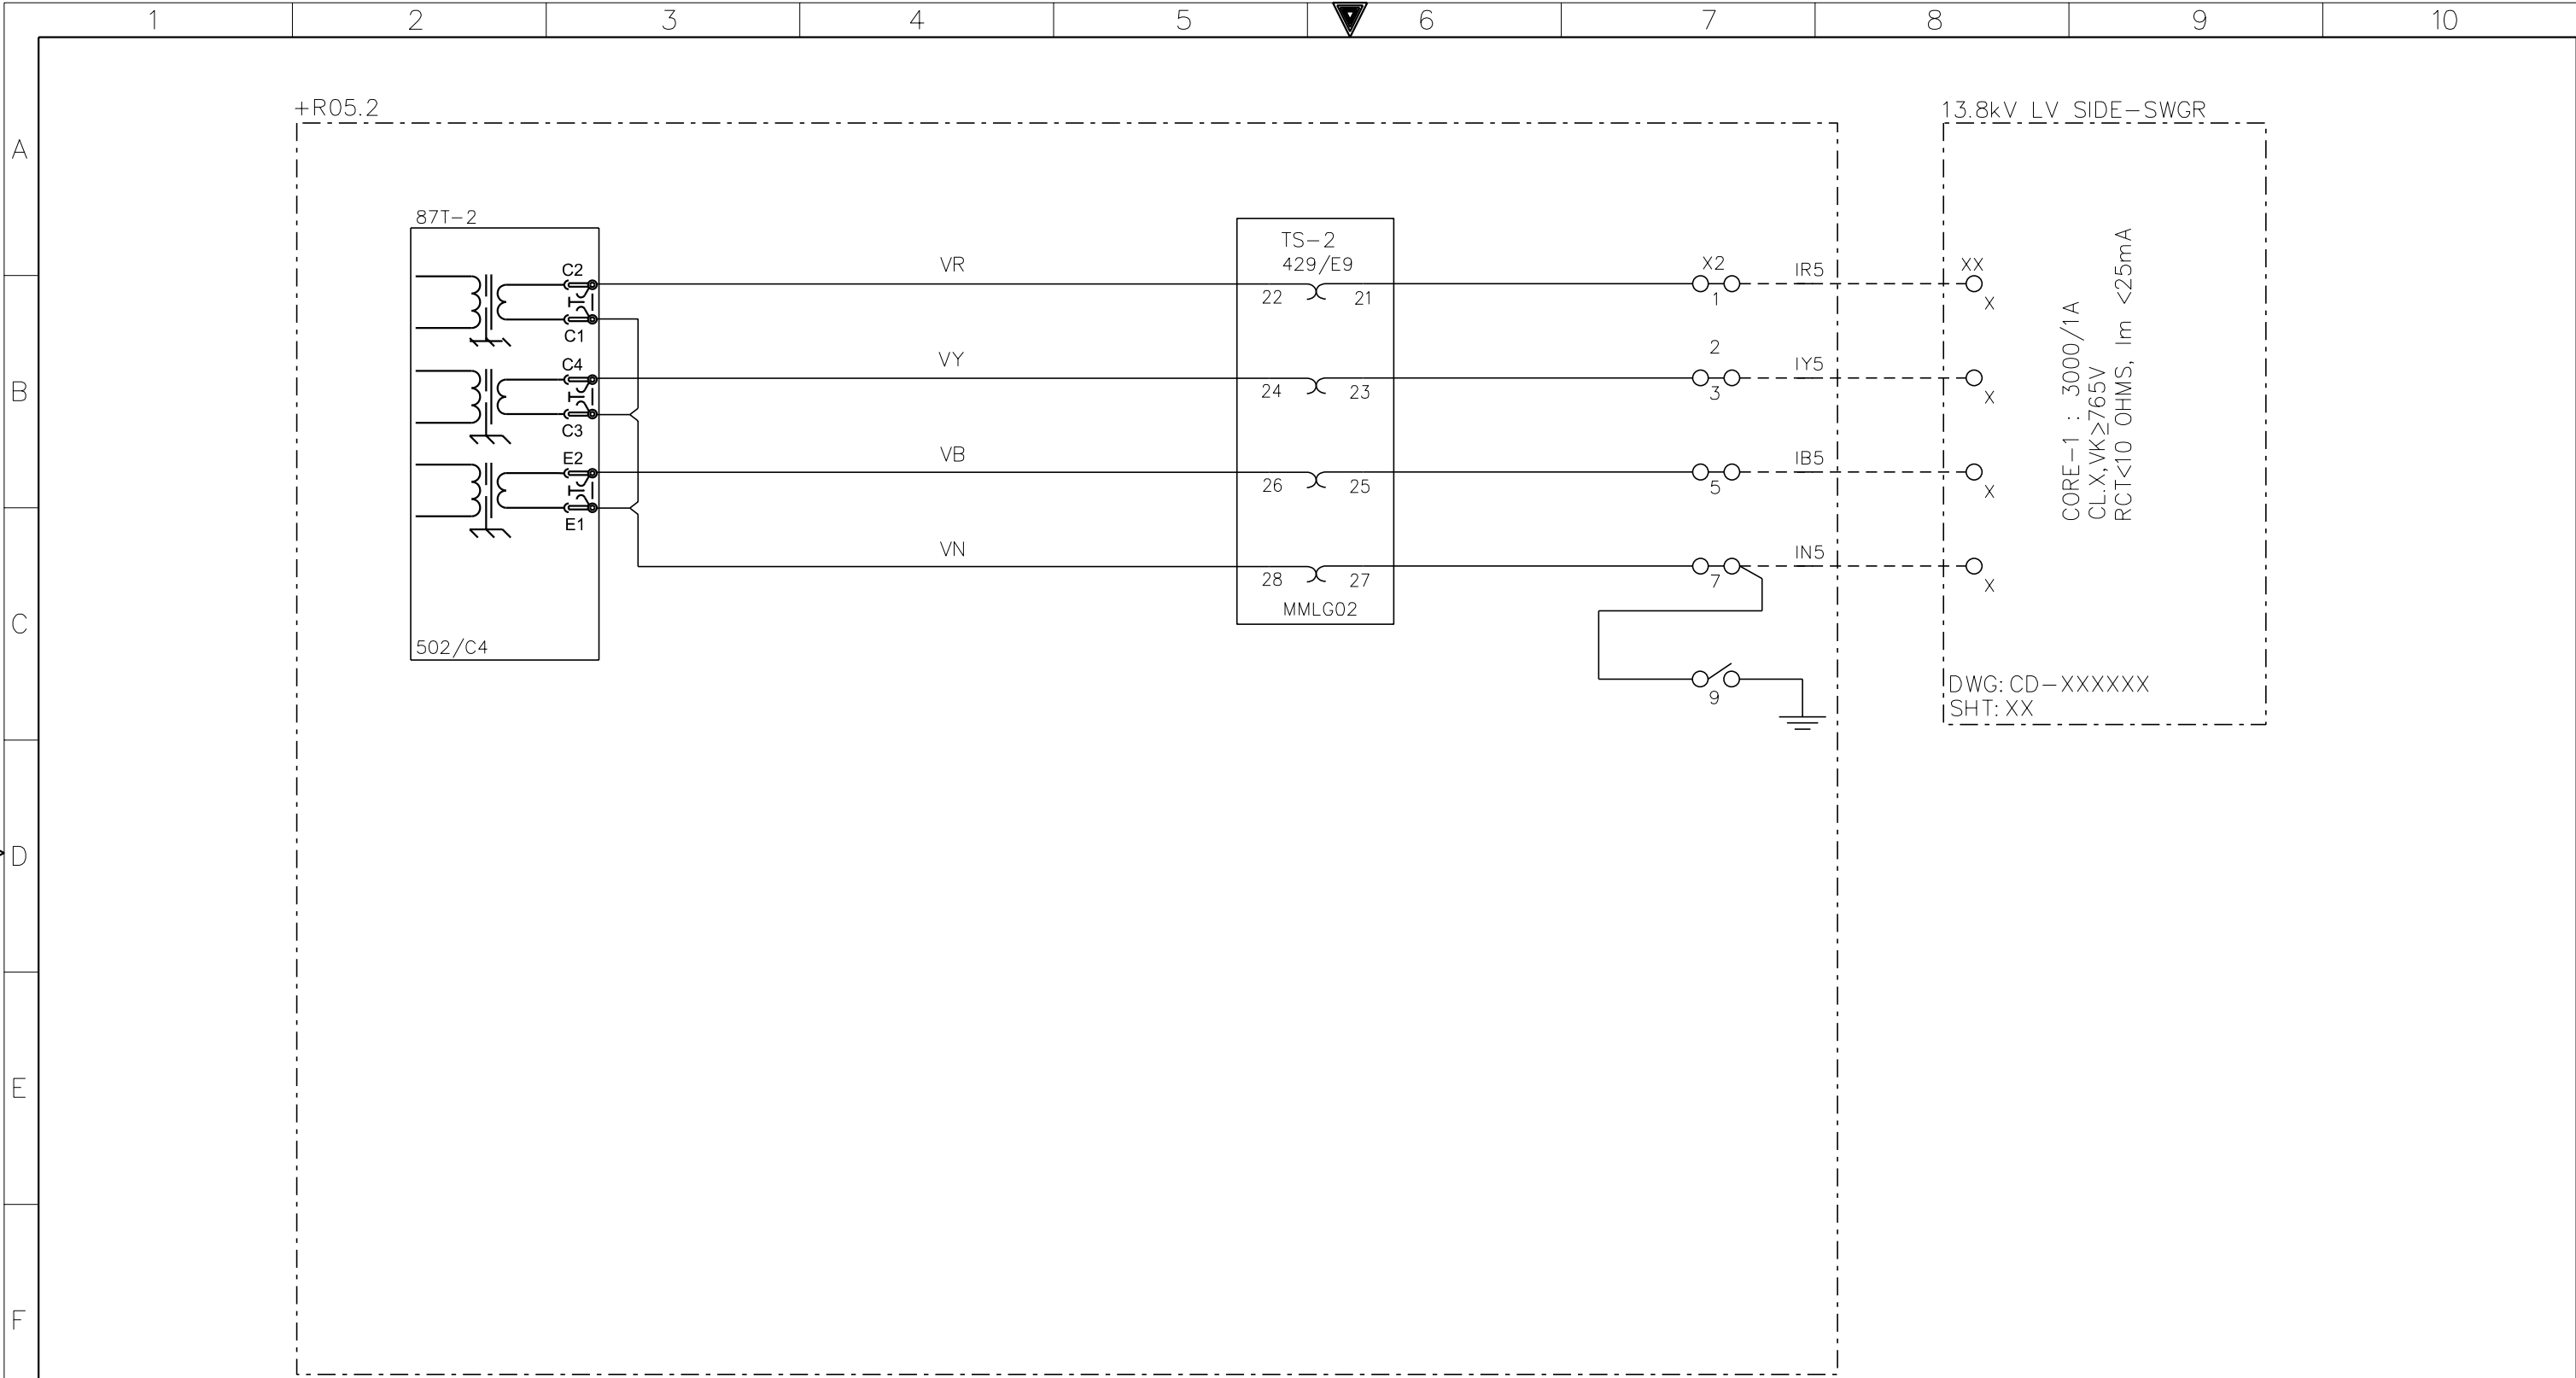 1 2 3 4 5 6 7 8 9 10
A
B
C
D
E
F
+R05.2
13.8kV LV SIDE-SWGR
87T-2
C2
C1
C4
C3
E2
E1
502/C4
VR
VY
VB
VN
TS-2
429/E9
22 21
24 23
26 25
28 27
MMLG02
X2
1
2
3
5
7
9
IR5
IY5
IB5
IN5
XX
X
X
X
X
CORE-1 : 3000/1A
CL.X,VK≥765V
RCT<10 OHMS, Im <25mA
DWG: CD-XXXXXX
SHT: XX